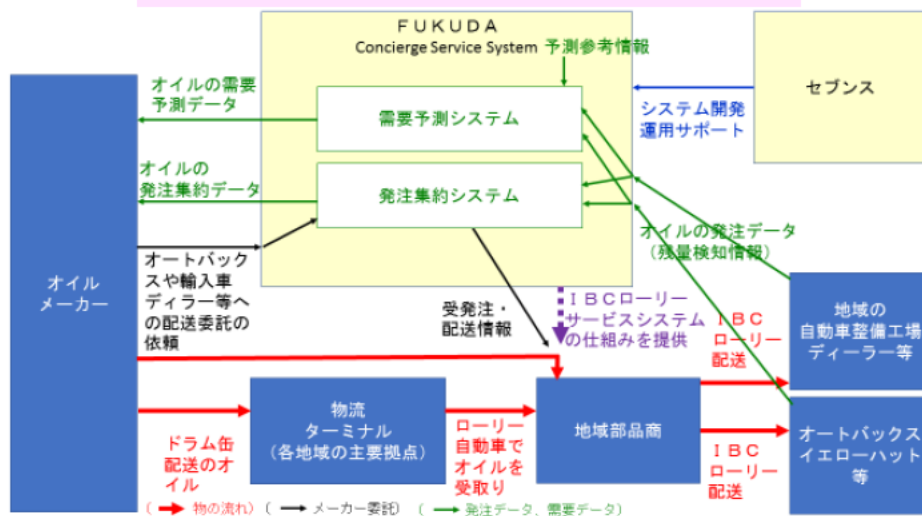 ＦＵＫＵＤＡ
Concierge Service System
予測参考情報
オイルの需要
予測データ
需要予測システム
システム開発
運用サポート
セブンス
オイルの
発注集約データ
発注集約システム
オイルの発注データ
（残量検知情報）
オイル
メーカー
オートバック
スや輸入車
ディラー等へ
の配送委託の
依頼
受発注・
配送情報
ＩＢＣローリー
サービスシステム
の仕組みを提供
ＩＢＣ
ローリー
配送
地域の
自動車整備工場
ディーラー等
物流
ターミナル
（各地域の主要拠点）
ドラム缶
配送のオ
イル
ローリー
自動車で
オイルを
受取り
地域部品商
ＩＢＣ
ローリー
配送
オートバックス
イエローハット
等
（ 物の流れ）（ メーカー委託）（ 発注データ、需要データ）